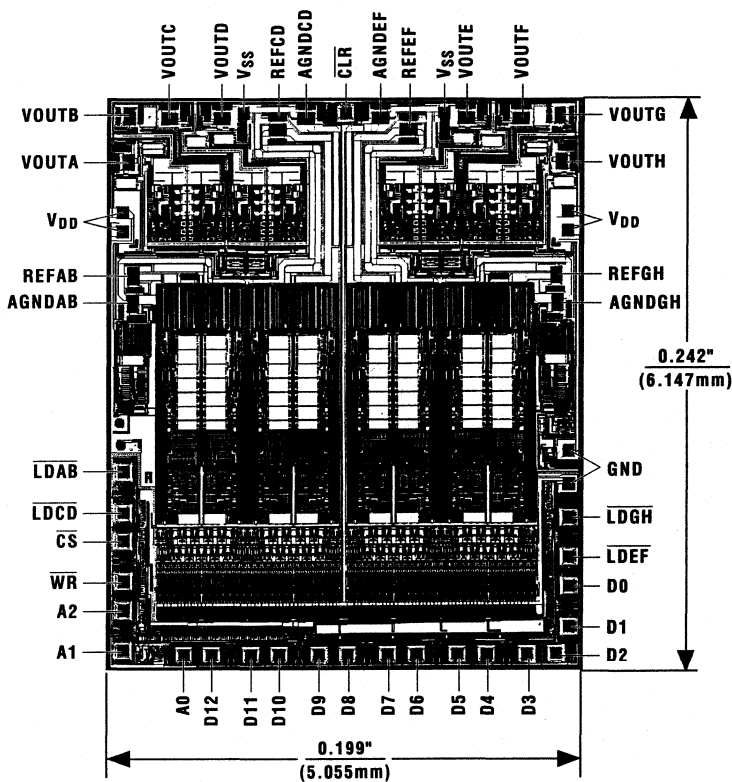 VOUTC
VOUTD
VSS
REFCD
AGNDCD
CLR
AGNDEF
REFEF
VSS
VOUTE
VOUTF
VOUTB
VOUTG
VOUTA
VOUTH
VDD
VDD
REFAB
REFGH
AGNDAB
AGNDGH
0.242"
(6.147mm)
LDAB
GND
LDCD
LDGH
CS
LDEF
WR
D0
A2
D1
A1
D2
A0
D12
D11
D10
D9
D8
D7
D6
D5
D4
D3
0.199"
(5.055mm)